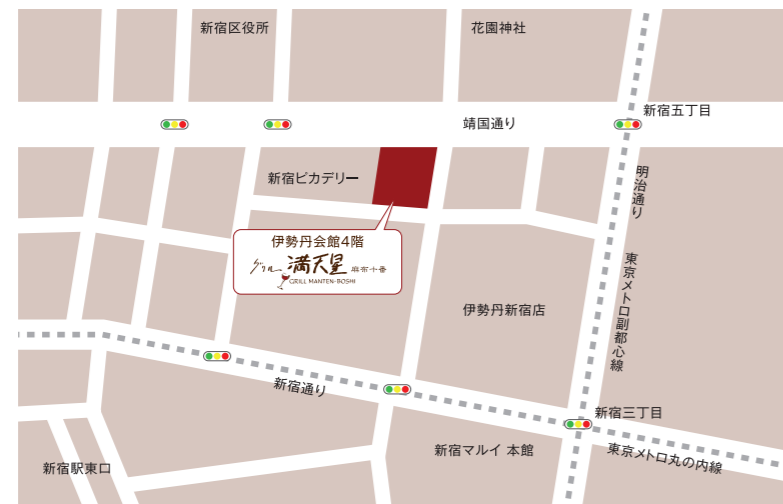 新宿区役所
花園神社
新宿五丁目
靖国通り
新宿ピカデリー
明治通り
伊勢丹会館4階
グリル 満天星 麻布十番
GRILL MANTEN-BOSHI
東京メトロ副都心線
伊勢丹新宿店
新宿通り
新宿三丁目
新宿マルイ 本館
東京メトロ丸の内線
新宿駅東口